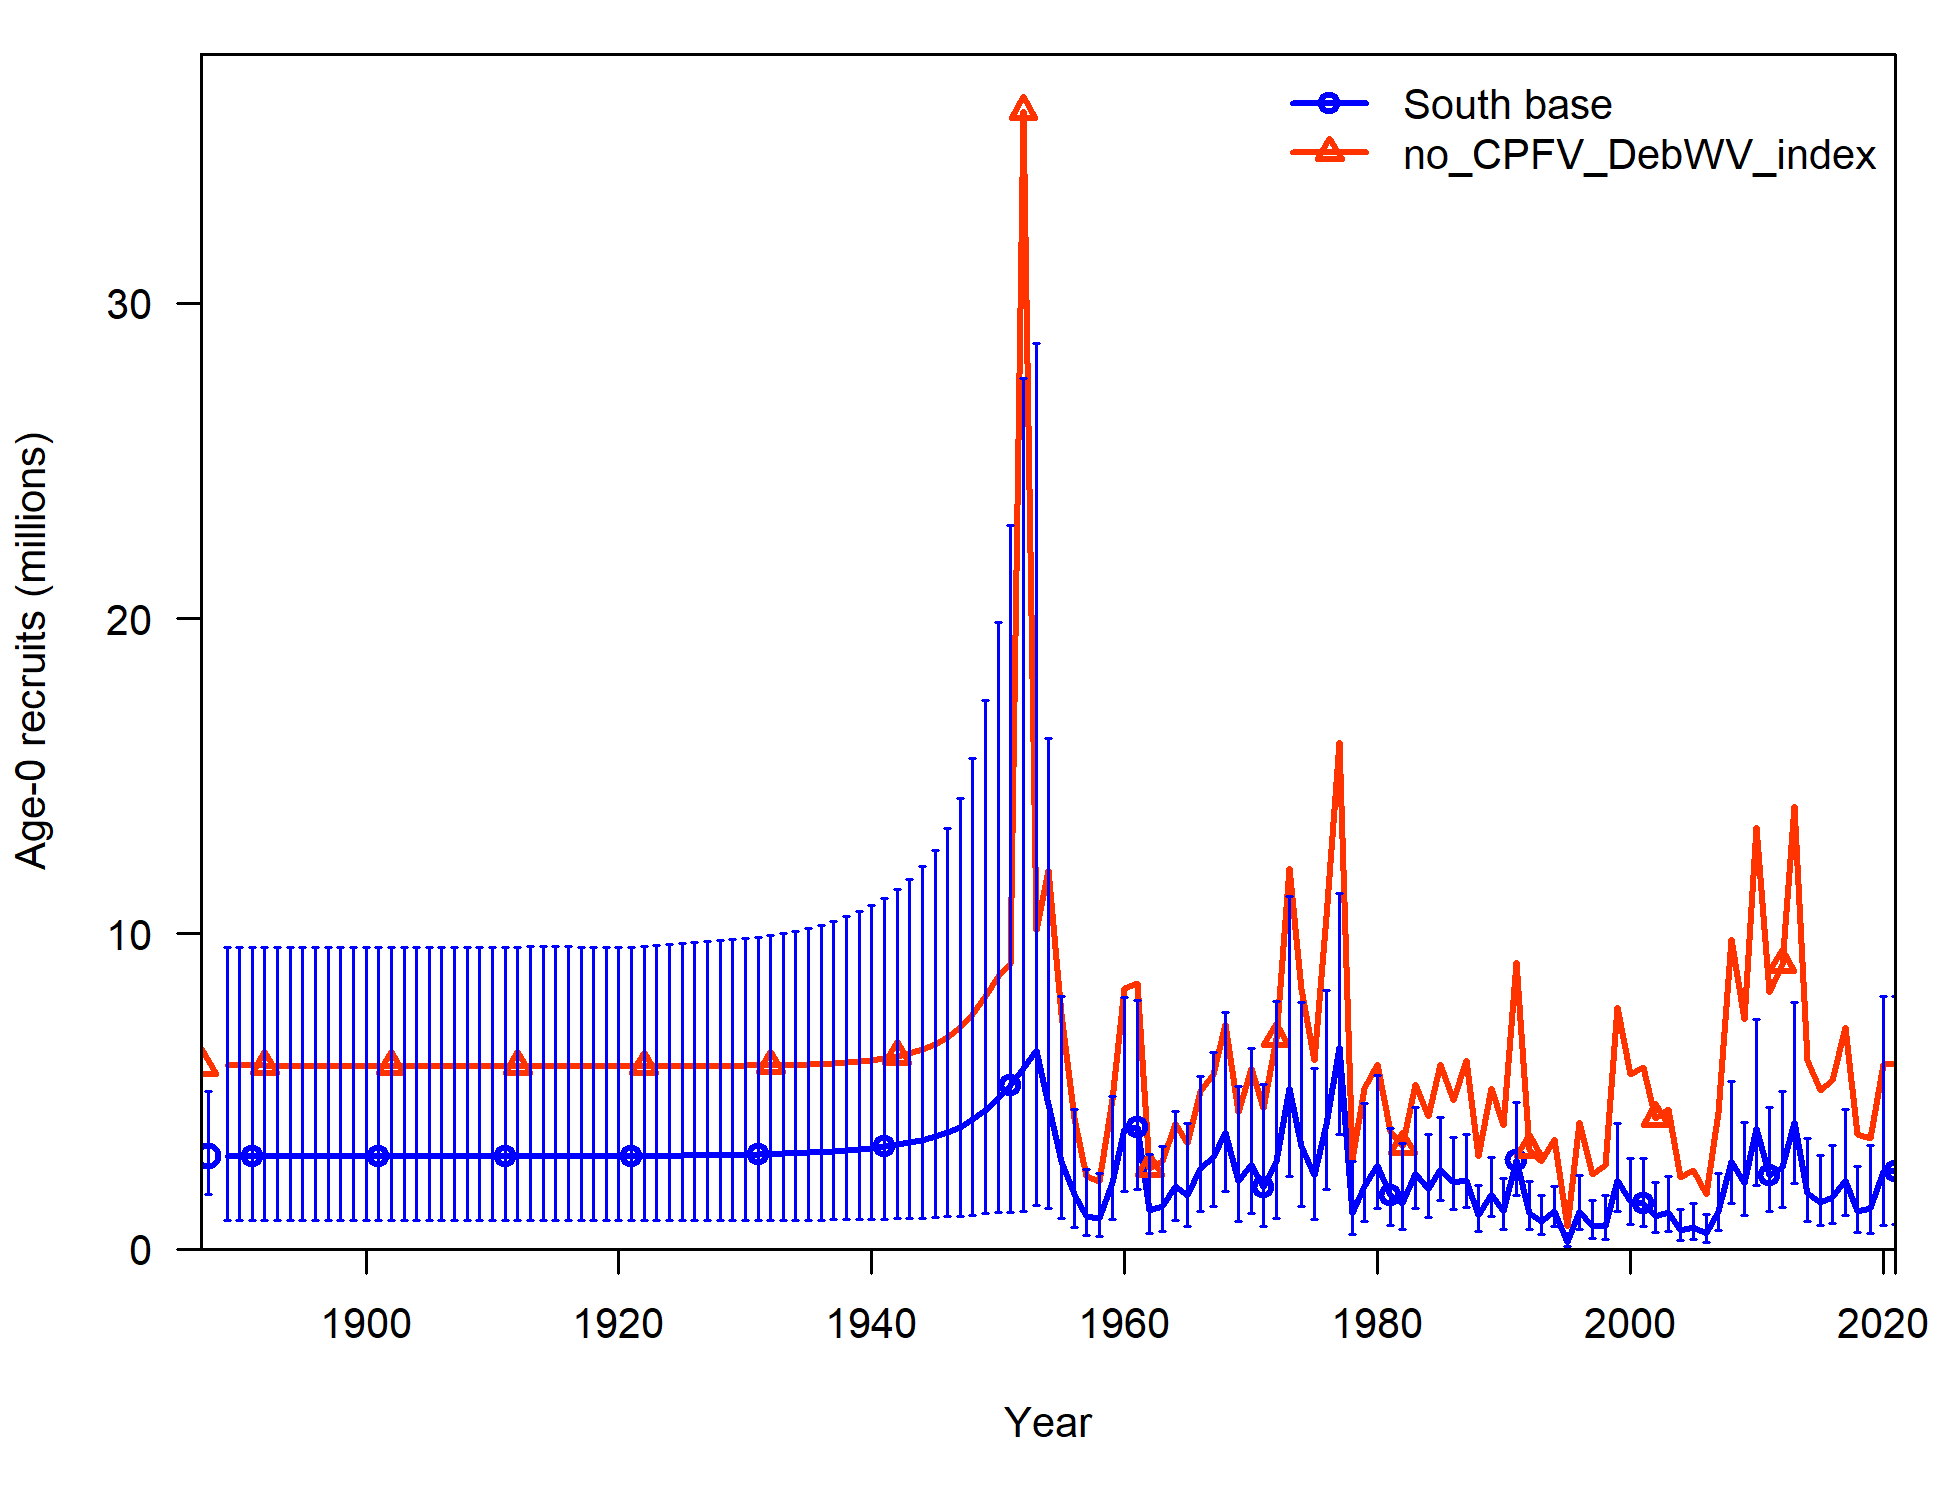 South base
no_CPFV_DebWV_index
Age-0 recruits (millions)
30
20
10
0
1900 1920 1940 1960 1980 2000 2020
Year